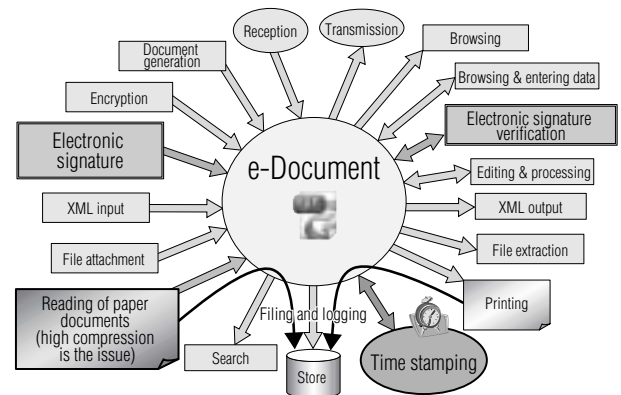 Reception
Transmission
Document
generation
Browsing
Encryption
Browsing & entering data
Electronic
signature
e-Document
Electronic signature
verification
Editing & processing
XML input
XML output
File attachment
File extraction
Reading of paper
documents
(high compression
is the issue)
Filing and logging
Printing
Search
Store
Time stamping